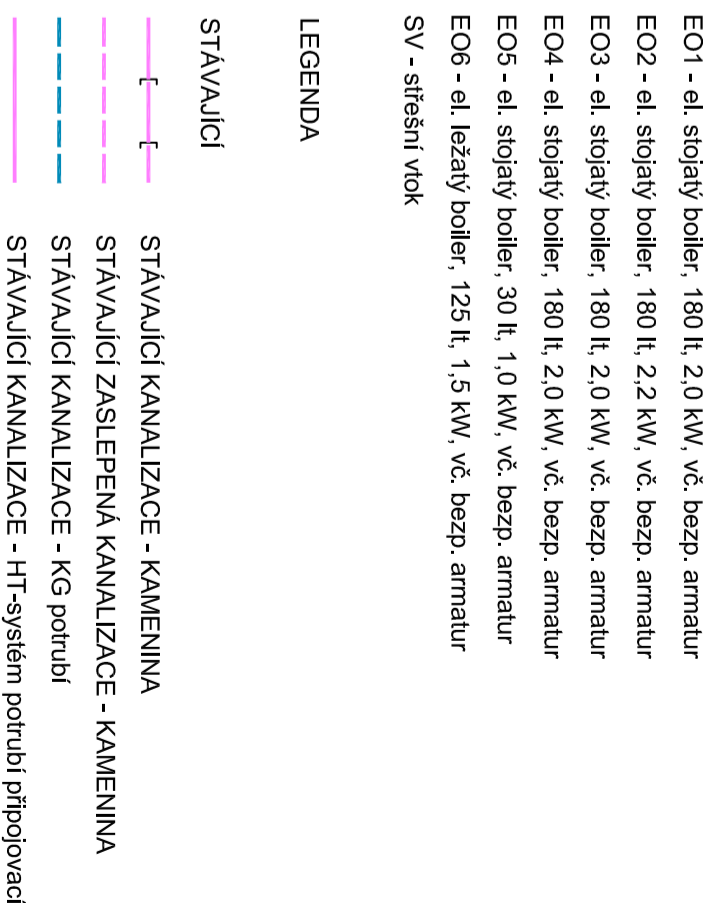 EO1 - el. stojatý boiler, 180 lt, 2,0 kW, vč. bezp. armatur
EO2 - el. stojatý boiler, 180 lt, 2,2 kW, vč. bezp. armatur
EO3 - el. stojatý boiler, 180 lt, 2,0 kW, vč. bezp. armatur
EO4 - el. stojatý boiler, 180 lt, 2,0 kW, vč. bezp. armatur
EO5 - el. stojatý boiler, 30 lt, 1,0 kW, vč. bezp. armatur
EO6 - el. ležatý boiler, 125 lt, 1,5 kW, vč. bezp. armatur
SV - střešní vtok
LEGENDA
STÁVAJÍCÍ
STÁVAJÍCÍ KANALIZACE - KAMENINA
STÁVAJÍCÍ ZASLEPENÁ KANALIZACE - KAMENINA
STÁVAJÍCÍ KANALIZACE - KG potrubí
STÁVAJÍCÍ KANALIZACE - HT-systém potrubí připojovací